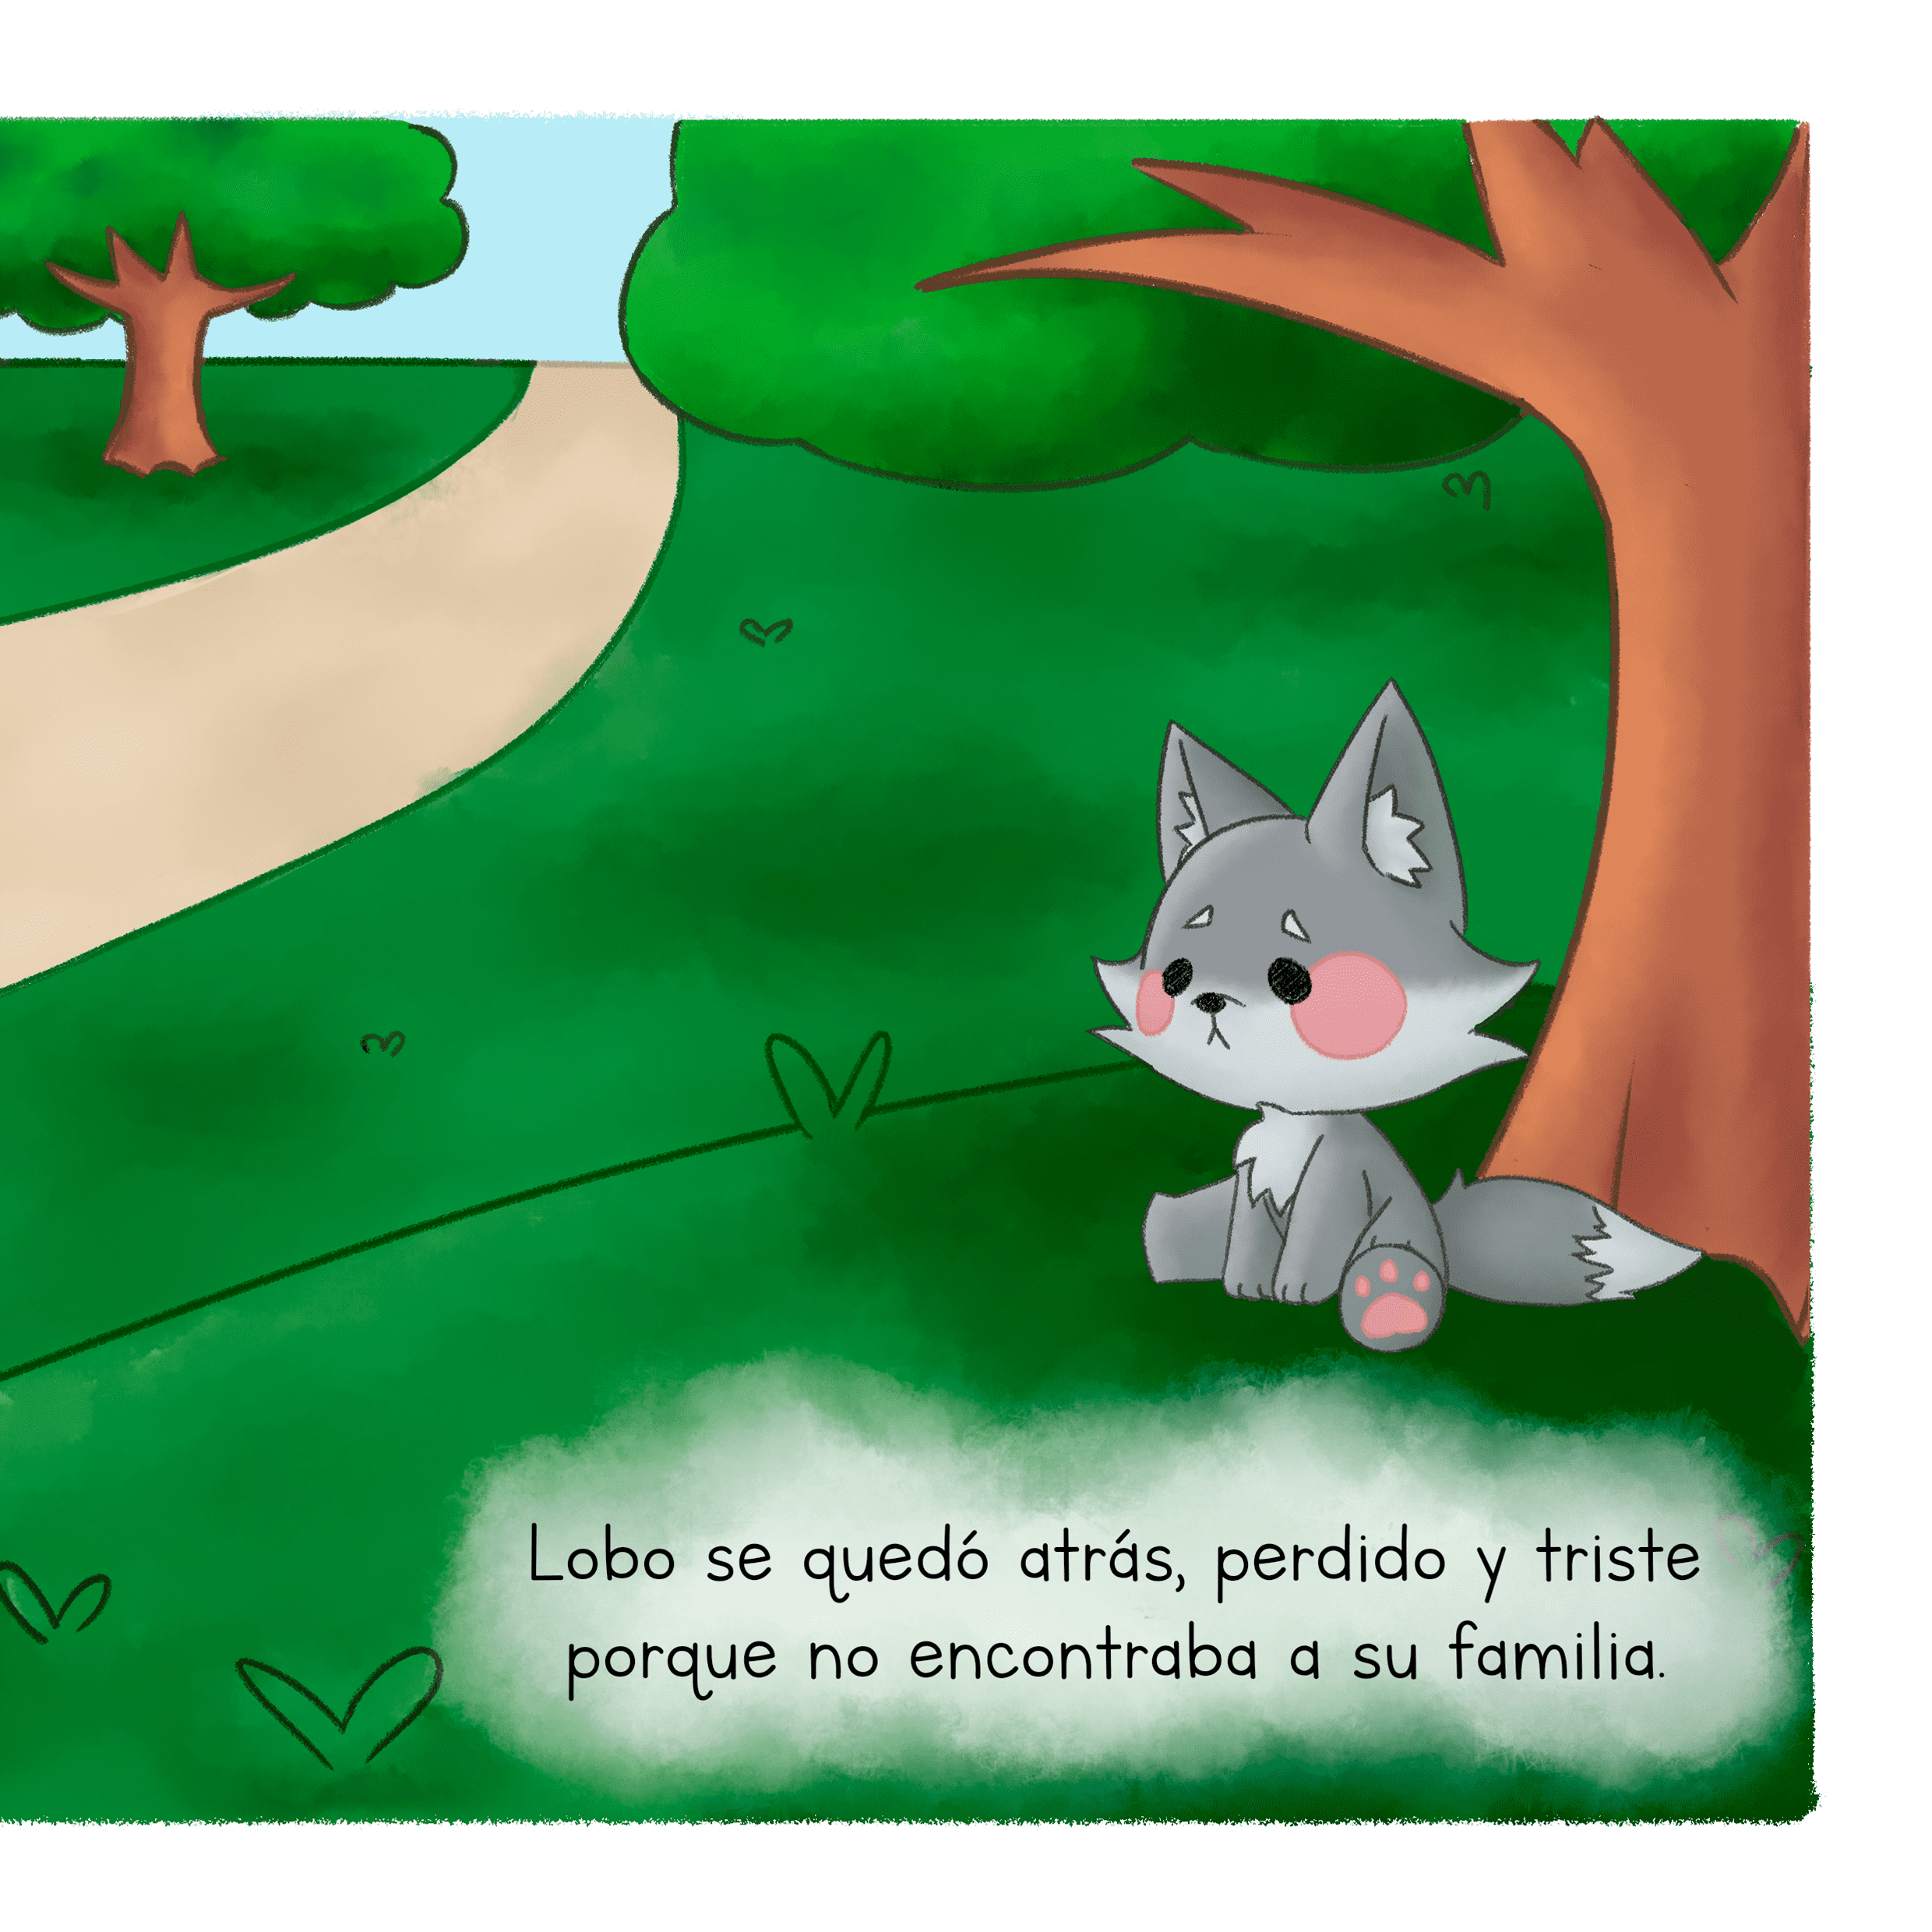 Lobo se quedó atrás, perdido y triste
porque no encontraba a su familia.